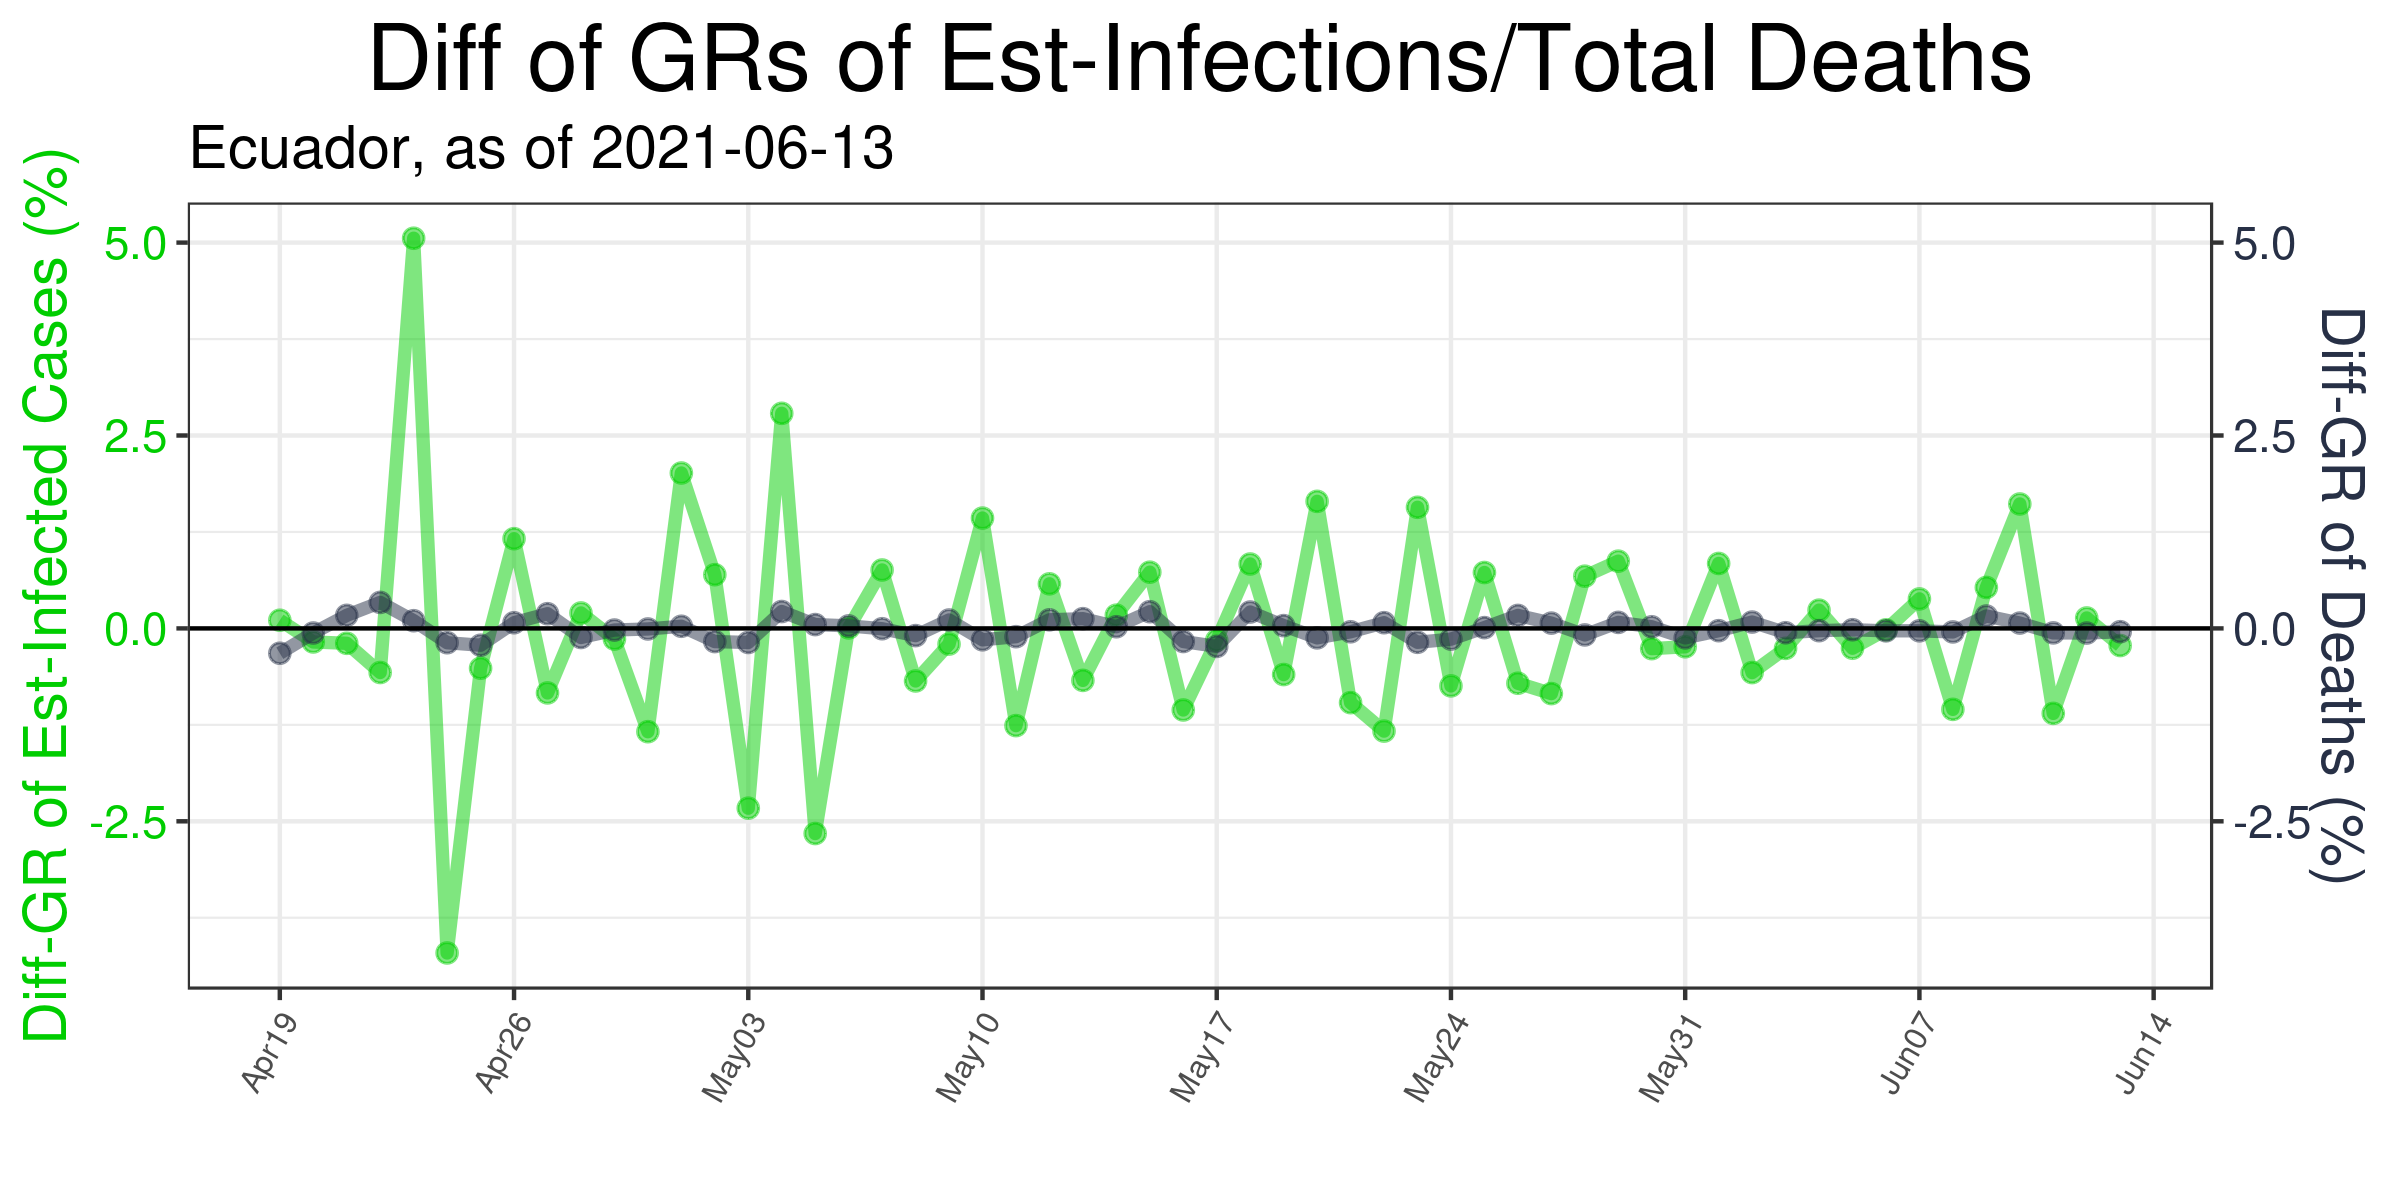 Diff of GRs of Est-Infections/Total Deaths
Ecuador, as of 2021-06-13
Diff-GR of Est-Infected Cases (%)
5.0
2.5
0.0
-2.5
5.0
2.5
0.0
-2.5
Diff-GR of Deaths (%)
Apr19
Apr26
May03
May10
May17
May24
May31
Jun07
Jun14